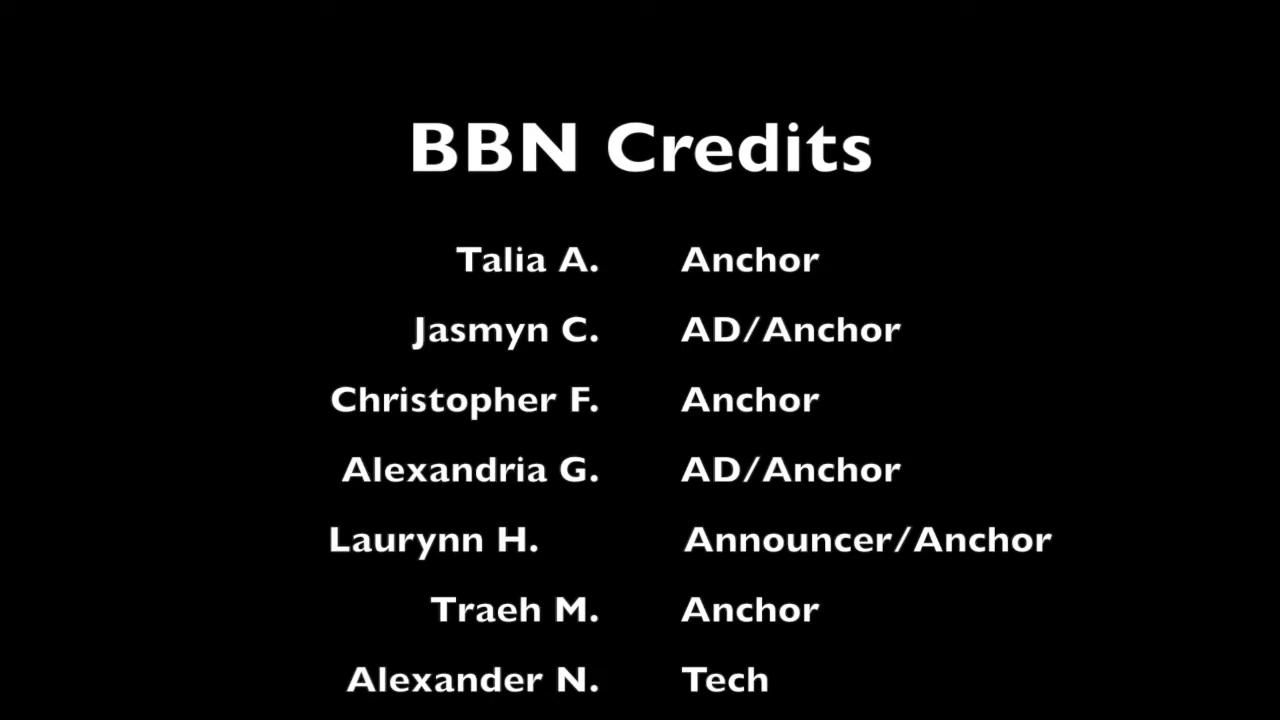 BBN Credits
Talia A. Anchor
Jasmyn C. AD/Anchor
Christopher F. Anchor
Alexandria G. AD/Anchor
Laurynn H. Announcer/Anchor
Traeh M. Anchor
Alexander N. Tech